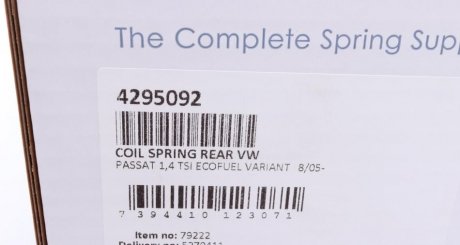 The Complete Spring Supp
4295092
COIL SPRING REAR VW
PASSAT 1,4 TSI ECOFUEL VARIANT 8/05-
7 394410 123071
Item no: 79222